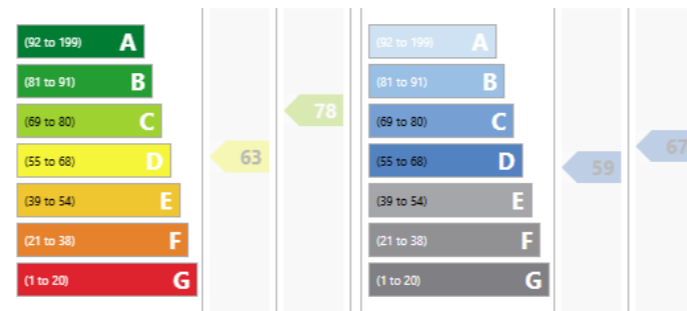 (92 to 199) A
(81 to 91) B
(69 to 80) C
(55 to 68) D
(39 to 54) E
(21 to 38) F
(1 to 20) G
63
78
(92 to 199) A
(81 to 91) B
(69 to 80) C
(55 to 68) D
(39 to 54) E
(21 to 38) F
(1 to 20) G
59
67